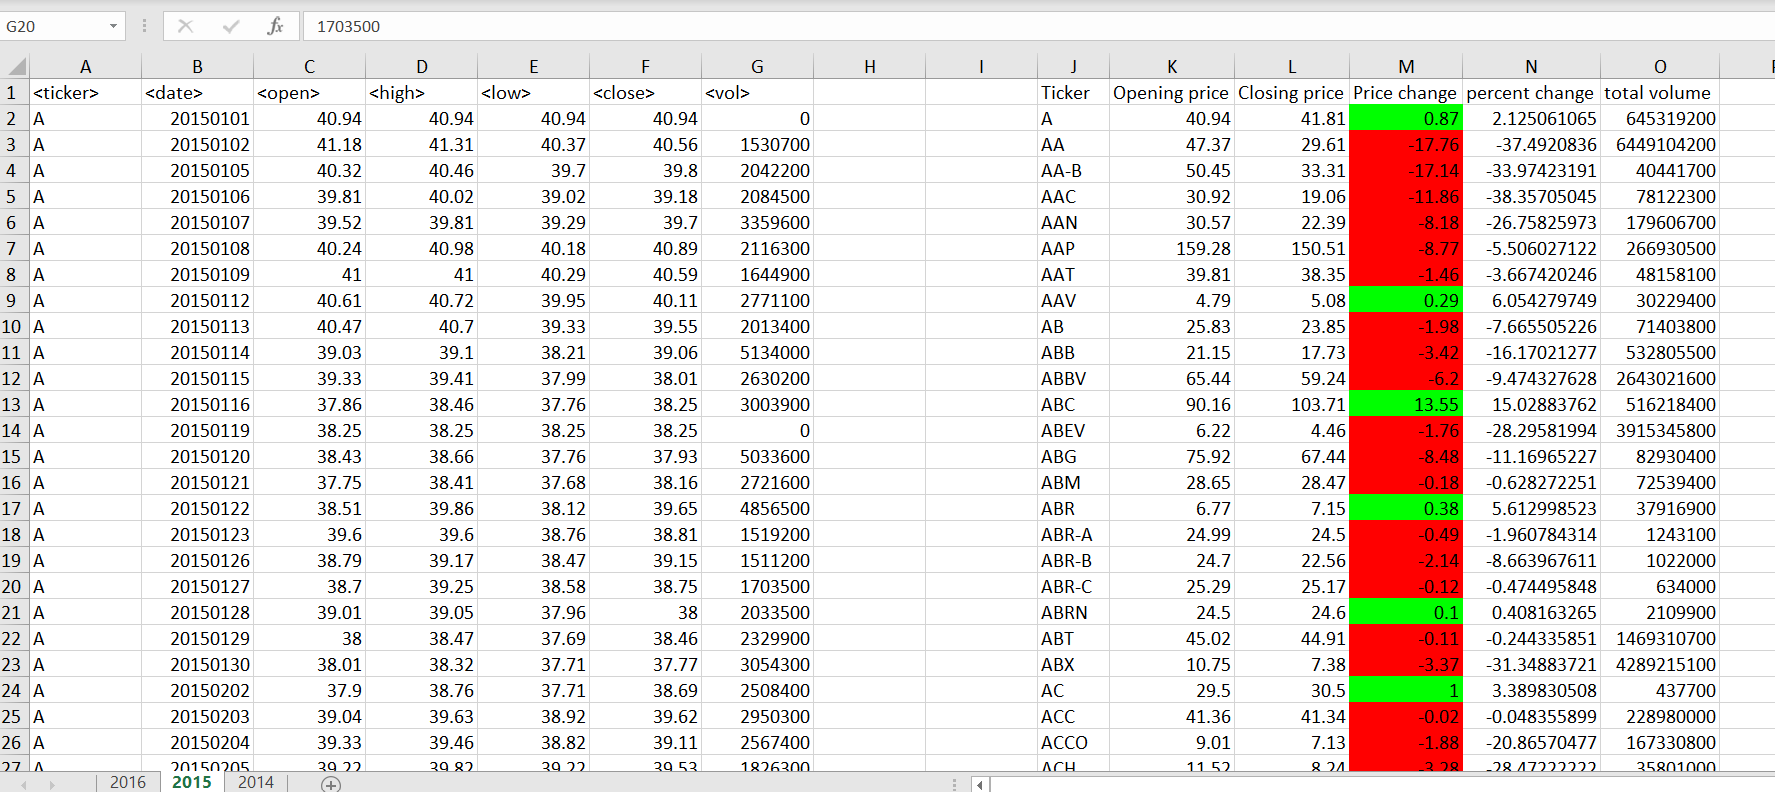 G20 fx 1703500
A B C D E F G H I J K L M N O
1 <ticker> <date> <open> <high> <low> <close> <vol> Ticker Opening price Closing price Price change percent change total volume
2 A 20150101 40.94 40.94 40.94 40.94 0 A 40.94 41.81 0.87 2.125061065 645319200
3 A 20150102 41.18 41.31 40.37 40.56 1530700 AA 47.37 29.61 -17.76 -37.4920836 6449104200
4 A 20150105 40.32 40.46 39.7 39.8 2042200 AA-B 50.45 33.31 -17.14 -33.97423191 40441700
5 A 20150106 39.81 40.02 39.02 39.18 2084500 AAC 30.92 19.06 -11.86 -38.35705045 78122300
6 A 20150107 39.52 39.81 39.29 39.7 3359600 AAN 30.57 22.39 -8.18 -26.75825973 179606700
7 A 20150108 40.24 40.98 40.18 40.89 2116300 AAP 159.28 150.51 -8.77 -5.506027122 266930500
8 A 20150109 41 41 40.29 40.59 1644900 AAT 39.81 38.35 -1.46 -3.667420246 48158100
9 A 20150112 40.61 40.72 39.95 40.11 2771100 AAV 4.79 5.08 0.29 6.054279749 30229400
10 A 20150113 40.47 40.7 39.33 39.55 2013400 AB 25.83 23.85 -1.98 -7.665505226 71403800
11 A 20150114 39.03 39.1 38.21 39.06 5134000 ABB 21.15 17.73 -3.42 -16.17021277 532805500
12 A 20150115 39.33 39.41 37.99 38.01 2630200 ABBV 65.44 59.24 -6.2 -9.474327628 2643021600
13 A 20150116 37.86 38.46 37.76 38.25 3003900 ABC 90.16 103.71 13.55 15.02883762 516218400
14 A 20150119 38.25 38.25 38.25 38.25 0 ABEV 6.22 4.46 -1.76 -28.29581994 3915345800
15 A 20150120 38.43 38.66 37.76 37.93 5033600 ABG 75.92 67.44 -8.48 -11.16965227 82930400
16 A 20150121 37.75 38.41 37.68 38.16 2721600 ABM 28.65 28.47 -0.18 -0.628272251 72539400
17 A 20150122 38.51 39.86 38.12 39.65 4856500 ABR 6.77 7.15 0.38 5.612998523 37916900
18 A 20150123 39.6 39.6 38.76 38.81 1519200 ABR-A 24.99 24.5 -0.49 -1.960784314 1243100
19 A 20150126 38.79 39.17 38.47 39.15 1511200 ABR-B 24.7 22.56 -2.14 -8.663967611 1022000
20 A 20150127 38.7 39.25 38.58 38.75 1703500 ABR-C 25.29 25.17 -0.12 -0.474495848 634000
21 A 20150128 39.01 39.05 37.96 38 2033500 ABRN 24.5 24.6 0.1 0.408163265 2109900
22 A 20150129 38 38.47 37.69 38.46 2329900 ABT 45.02 44.91 -0.11 -0.244335851 1469310700
23 A 20150130 38.01 38.32 37.71 37.77 3054300 ABX 10.75 7.38 -3.37 -31.34883721 4289215100
24 A 20150202 37.9 38.76 37.71 38.69 2508400 AC 29.5 30.5 1 3.389830508 437700
25 A 20150203 39.04 39.63 38.92 39.62 2950300 ACC 41.36 41.34 -0.02 -0.048355899 228980000
26 A 20150204 39.33 39.46 38.82 39.11 2567400 ACCO 9.01 7.13 -1.88 -20.86570477 167330800
27 A 20150205 39.22 39.82 39.22 39.53 1826300 ACH 11.52 8.24 -3.28 -28.47222222 35801000
2016 2015 2014